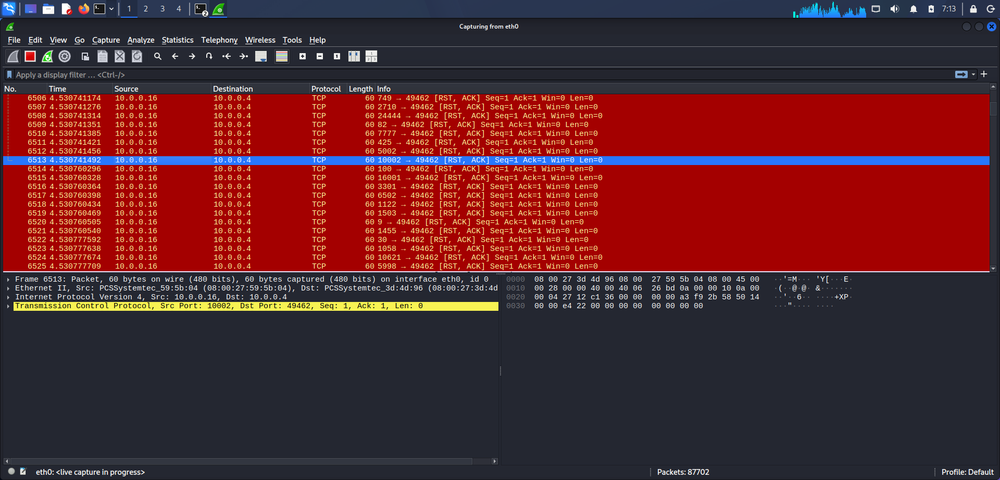 1 2 3 4 2 7:13
Capturing from eth0
File Edit View Go Capture Analyze Statistics Telephony Wireless Tools Help
Apply a display filter … <Ctrl-/>
No. Time Source Destination Protocol Length Info
6506 4.530741174 10.0.0.16 10.0.0.4 TCP 60 749 → 49462 [RST, ACK] Seq=1 Ack=1 Win=0 Len=0
6507 4.530741276 10.0.0.16 10.0.0.4 TCP 60 2710 → 49462 [RST, ACK] Seq=1 Ack=1 Win=0 Len=0
6508 4.530741314 10.0.0.16 10.0.0.4 TCP 60 24444 → 49462 [RST, ACK] Seq=1 Ack=1 Win=0 Len=0
6509 4.530741351 10.0.0.16 10.0.0.4 TCP 60 82 → 49462 [RST, ACK] Seq=1 Ack=1 Win=0 Len=0
6510 4.530741385 10.0.0.16 10.0.0.4 TCP 60 7777 → 49462 [RST, ACK] Seq=1 Ack=1 Win=0 Len=0
6511 4.530741421 10.0.0.16 10.0.0.4 TCP 60 425 → 49462 [RST, ACK] Seq=1 Ack=1 Win=0 Len=0
6512 4.530741456 10.0.0.16 10.0.0.4 TCP 60 5002 → 49462 [RST, ACK] Seq=1 Ack=1 Win=0 Len=0
6513 4.530741492 10.0.0.16 10.0.0.4 TCP 60 10002 → 49462 [RST, ACK] Seq=1 Ack=1 Win=0 Len=0
6514 4.530760296 10.0.0.16 10.0.0.4 TCP 60 100 → 49462 [RST, ACK] Seq=1 Ack=1 Win=0 Len=0
6515 4.530760328 10.0.0.16 10.0.0.4 TCP 60 16001 → 49462 [RST, ACK] Seq=1 Ack=1 Win=0 Len=0
6516 4.530760364 10.0.0.16 10.0.0.4 TCP 60 3301 → 49462 [RST, ACK] Seq=1 Ack=1 Win=0 Len=0
6517 4.530760398 10.0.0.16 10.0.0.4 TCP 60 6502 → 49462 [RST, ACK] Seq=1 Ack=1 Win=0 Len=0
6518 4.530760434 10.0.0.16 10.0.0.4 TCP 60 1122 → 49462 [RST, ACK] Seq=1 Ack=1 Win=0 Len=0
6519 4.530760469 10.0.0.16 10.0.0.4 TCP 60 1503 → 49462 [RST, ACK] Seq=1 Ack=1 Win=0 Len=0
6520 4.530760505 10.0.0.16 10.0.0.4 TCP 60 9 → 49462 [RST, ACK] Seq=1 Ack=1 Win=0 Len=0
6521 4.530760540 10.0.0.16 10.0.0.4 TCP 60 1455 → 49462 [RST, ACK] Seq=1 Ack=1 Win=0 Len=0
6522 4.530777592 10.0.0.16 10.0.0.4 TCP 60 30 → 49462 [RST, ACK] Seq=1 Ack=1 Win=0 Len=0
6523 4.530777638 10.0.0.16 10.0.0.4 TCP 60 1058 → 49462 [RST, ACK] Seq=1 Ack=1 Win=0 Len=0
6524 4.530777674 10.0.0.16 10.0.0.4 TCP 60 10621 → 49462 [RST, ACK] Seq=1 Ack=1 Win=0 Len=0
6525 4.530777709 10.0.0.16 10.0.0.4 TCP 60 5998 → 49462 [RST, ACK] Seq=1 Ack=1 Win=0 Len=0
Frame 6513: Packet, 60 bytes on wire (480 bits), 60 bytes captured (480 bits) on interface eth0, id 0
Ethernet II, Src: PCSSystemtec_59:5b:04 (08:00:27:59:5b:04), Dst: PCSSystemtec_3d:4d:96 (08:00:27:3d:4d
Internet Protocol Version 4, Src: 10.0.0.16, Dst: 10.0.0.4
Transmission Control Protocol, Src Port: 10002, Dst Port: 49462, Seq: 1, Ack: 1, Len: 0
0000 08 00 27 3d 4d 96 08 00 27 59 5b 04 08 00 45 00 ··'=M··· 'Y[···E·
0010 00 28 00 00 40 00 40 06 26 bd 0a 00 00 10 0a 00 ·(··@·@· &·······
0020 00 04 27 12 c1 36 00 00 00 00 a3 f9 2b 58 50 14 ··'··6·· ····+XP·
0030 00 00 e4 22 00 00 00 00 00 00 00 00 ···"···· ····
eth0: <live capture in progress> Packets: 87702 Profile: Default